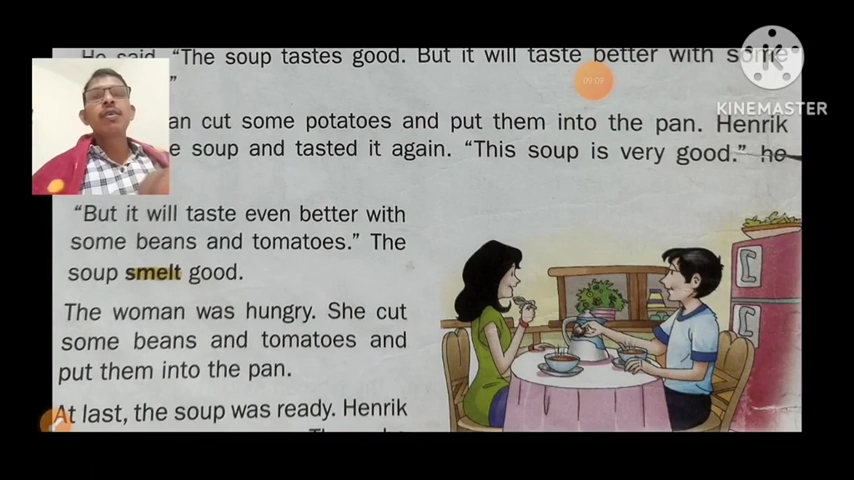 He said, "The soup tastes good. But it will taste better with some
"
an cut some potatoes and put them into the pan. Henrik
e soup and tasted it again. "This soup is very good." he
"But it will taste even better with
some beans and tomatoes." The
soup smelt good.
The woman was hungry. She cut
some beans and tomatoes and
put them into the pan.
At last, the soup was ready. Henrik
09:09
KINEMASTER